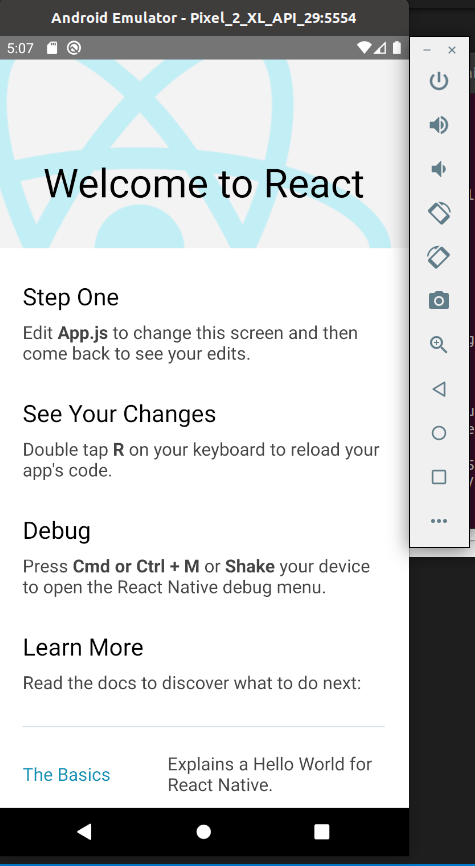 Android Emulator - Pixel_2_XL_API_29:5554
5:07
Welcome to React
Step One
Edit App.js to change this screen and then
come back to see your edits.
See Your Changes
Double tap R on your keyboard to reload your
app's code.
Debug
Press Cmd or Ctrl + M or Shake your device
to open the React Native debug menu.
Learn More
Read the docs to discover what to do next:
The Basics
Explains a Hello World for
React Native.